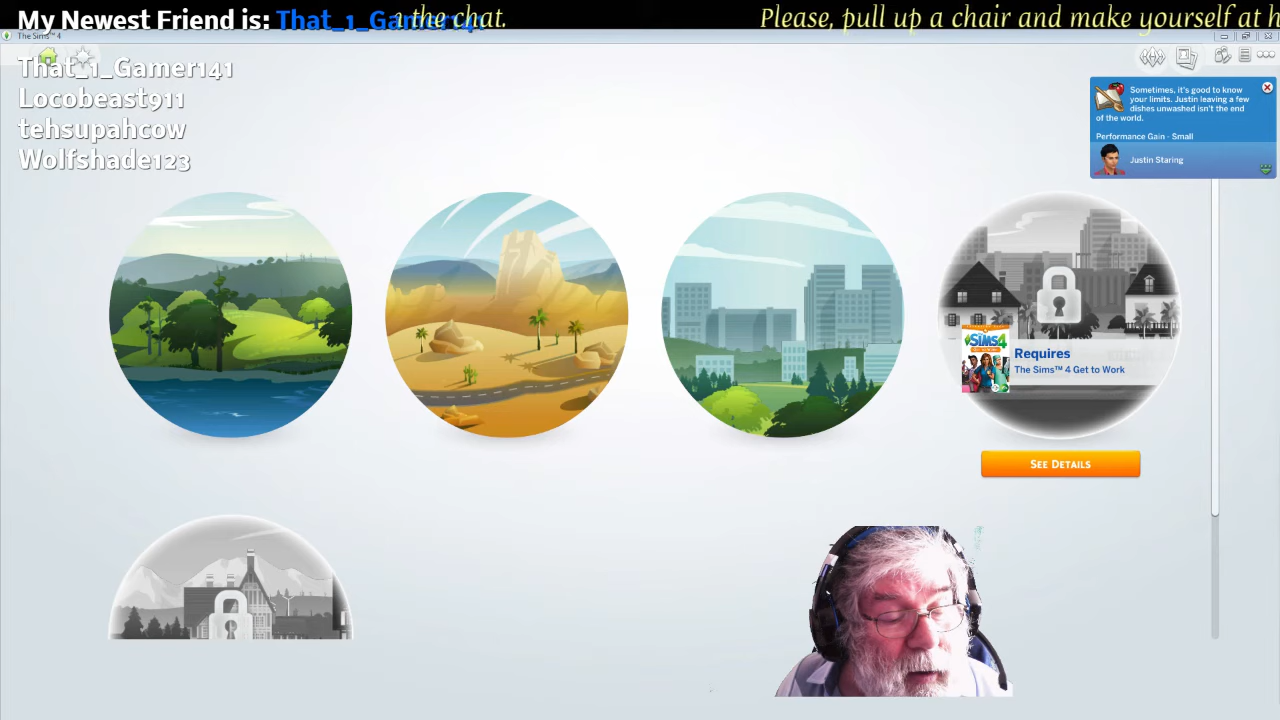 My Newest Friend is: That_1_Gamer141
the chat.
Please, pull up a chair and make yourself at h
The Sims™ 4
That_1_Gamer141
Locobeast911
tehsupahcow
Wolfshade123
Sometimes, it's good to know
your limits. Justin leaving a few
dishes unwashed isn't the end
of the world.
Performance Gain - Small
Justin Staring
SIMS4
Requires
The Sims™ 4 Get to Work
See Details